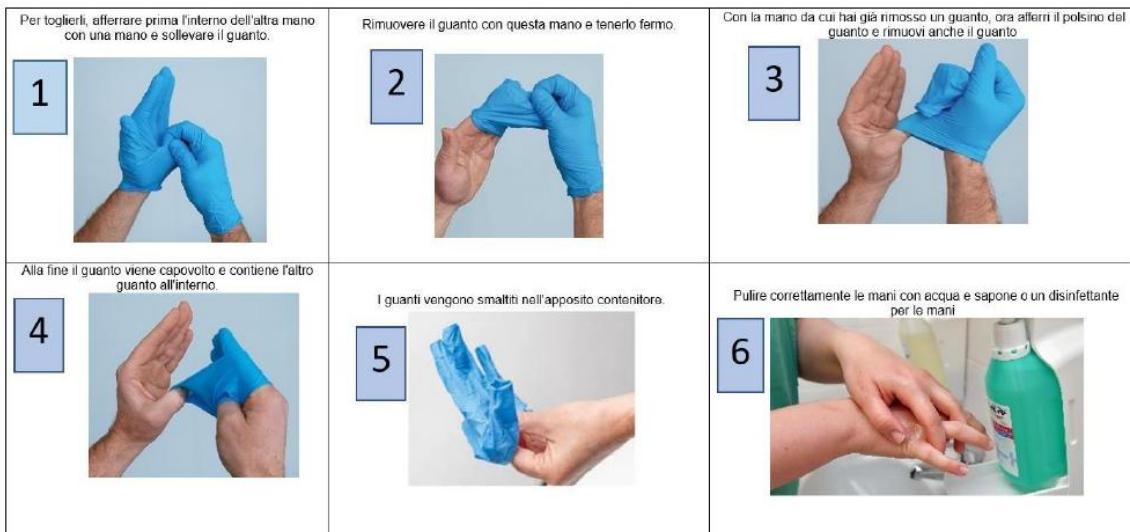 Per toglierli, afferrare prima l'interno dell'altra mano
con una mano e sollevare il guanto.
1
Rimuovere il guanto con questa mano e tenerlo fermo.
2
Con la mano da cui hai già rimosso un guanto, ora afferri il polsino del
guanto e rimuovi anche il guanto
3
Alla fine il guanto viene capovolto e contiene l'altro
guanto all'interno.
4
I guanti vengono smaltiti nell'apposito contenitore.
5
Pulire correttamente le mani con acqua e sapone o un disinfettante
per le mani
6